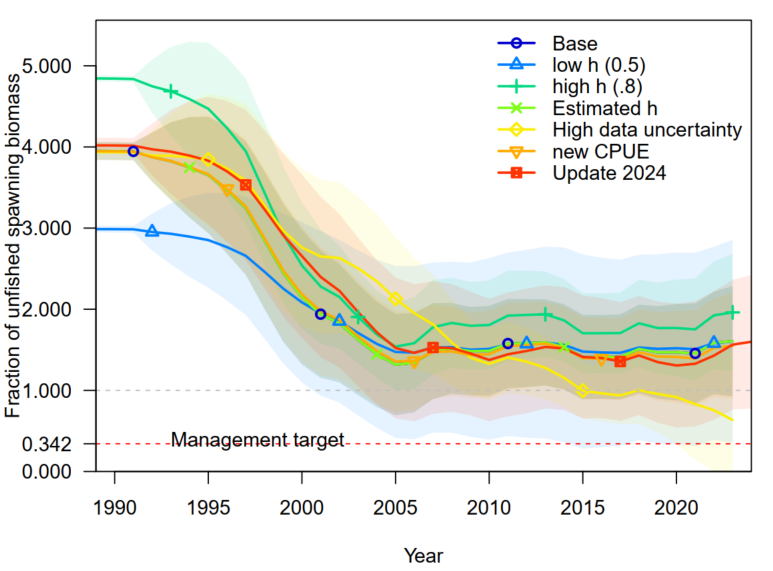 Fraction of unfished spawning biomass
5.000
4.000
3.000
2.000
1.000
0.342
0.000
Base
low h (0.5)
high h (.8)
Estimated h
High data uncertainty
new CPUE
Update 2024
Management target
1990 1995 2000 2005 2010 2015 2020
Year